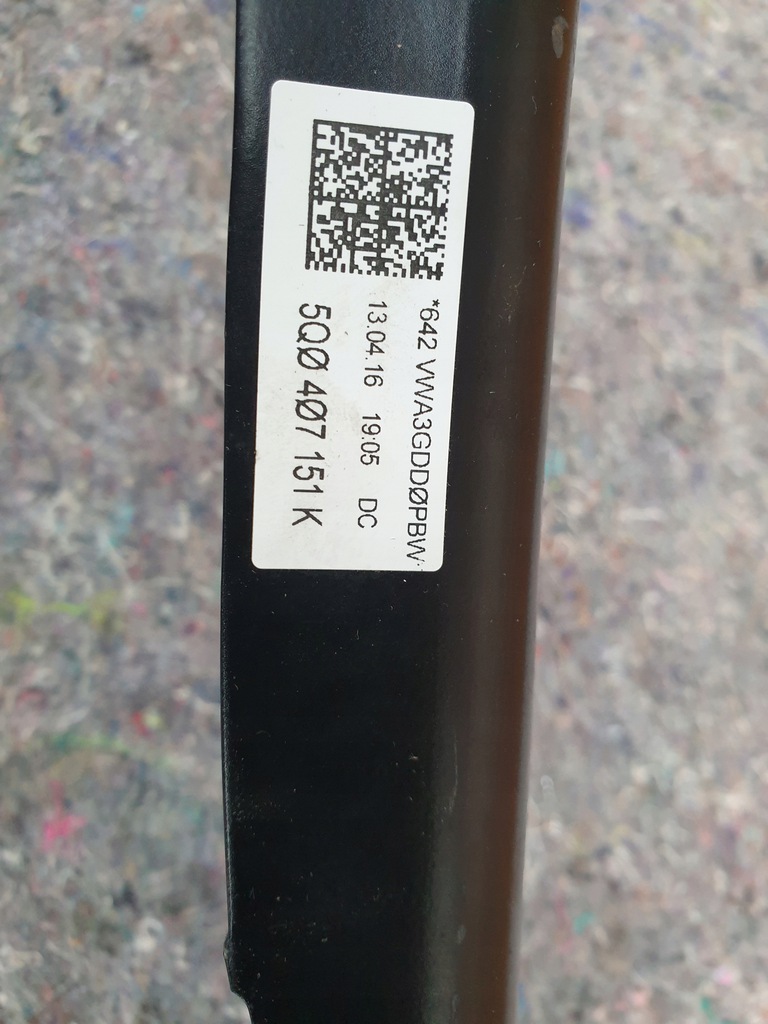 *642 VWA3GDDØPBW
13.04.16 19:05 DC
5QØ 4Ø7 151 K